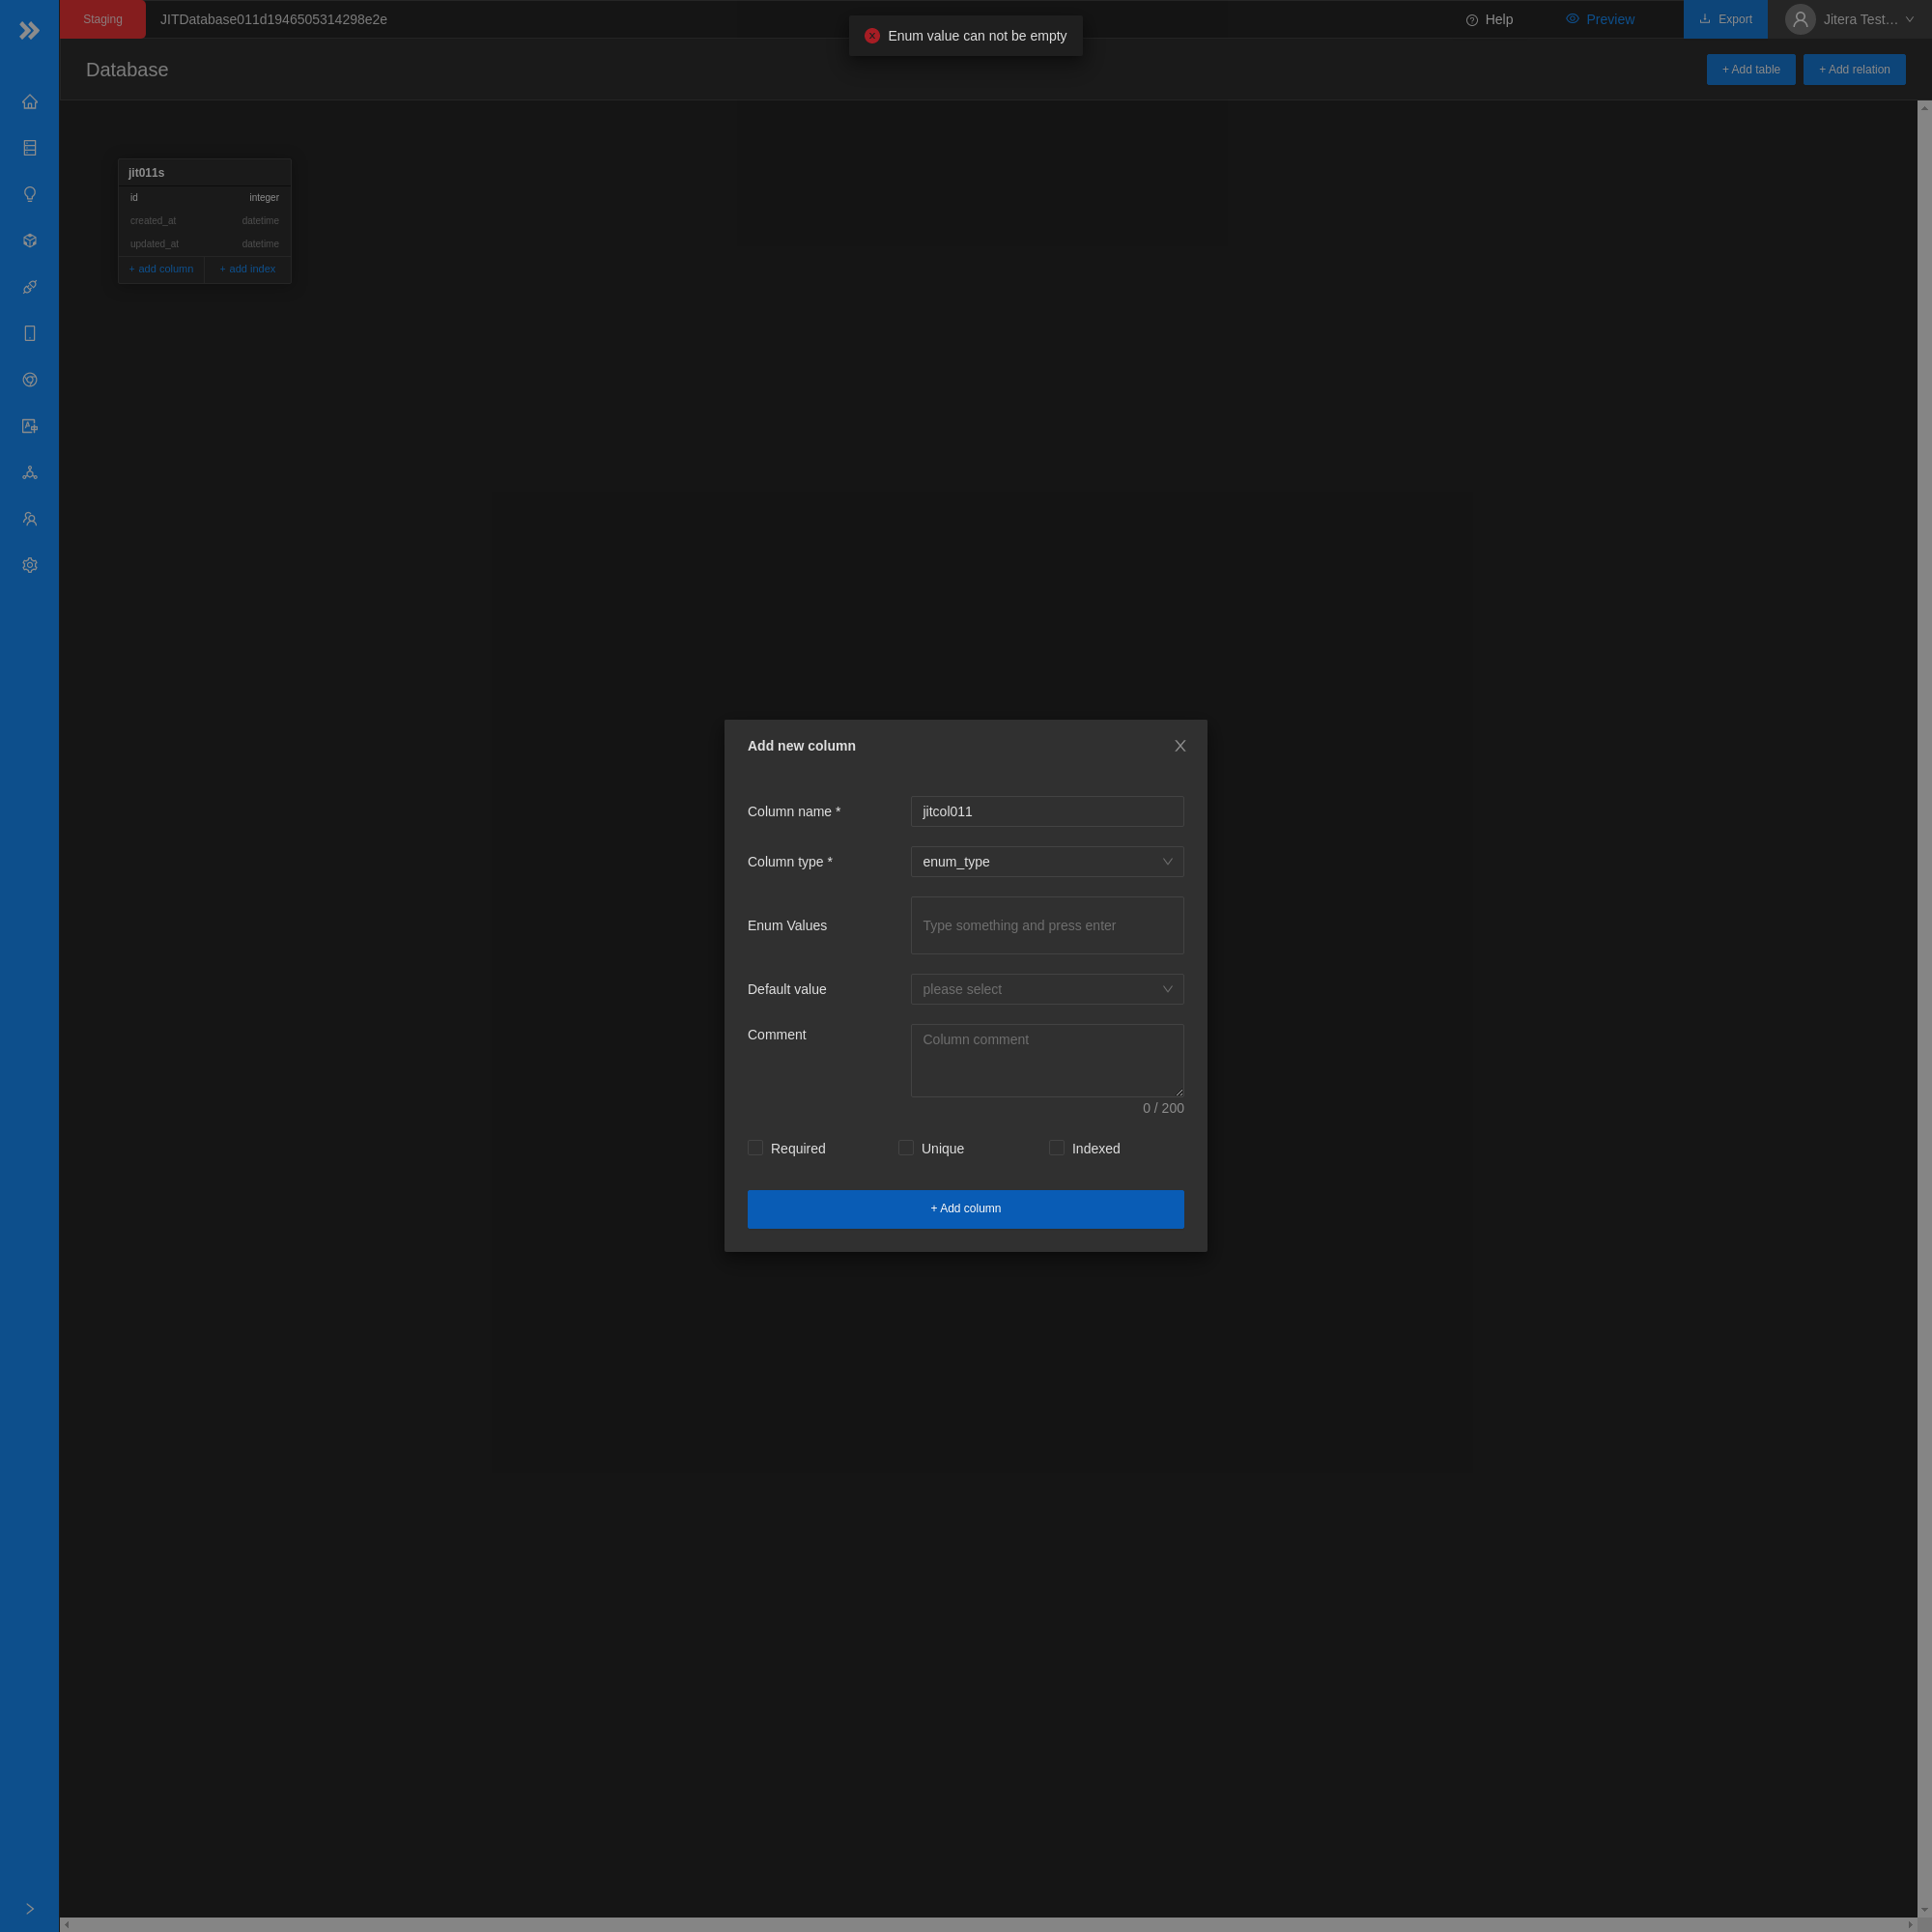 Staging
JITDatabase011d1946505314298e2e
Enum value can not be empty
Help
Preview
Export
Jitera Test...
Database
+ Add table
+ Add relation
jit011s
id integer
created_at datetime
updated_at datetime
+ add column
+ add index
Add new column
Column name * jitcol011
Column type * enum_type
Enum Values Type something and press enter
Default value please select
Comment Column comment
0 / 200
Required Unique Indexed
+ Add column